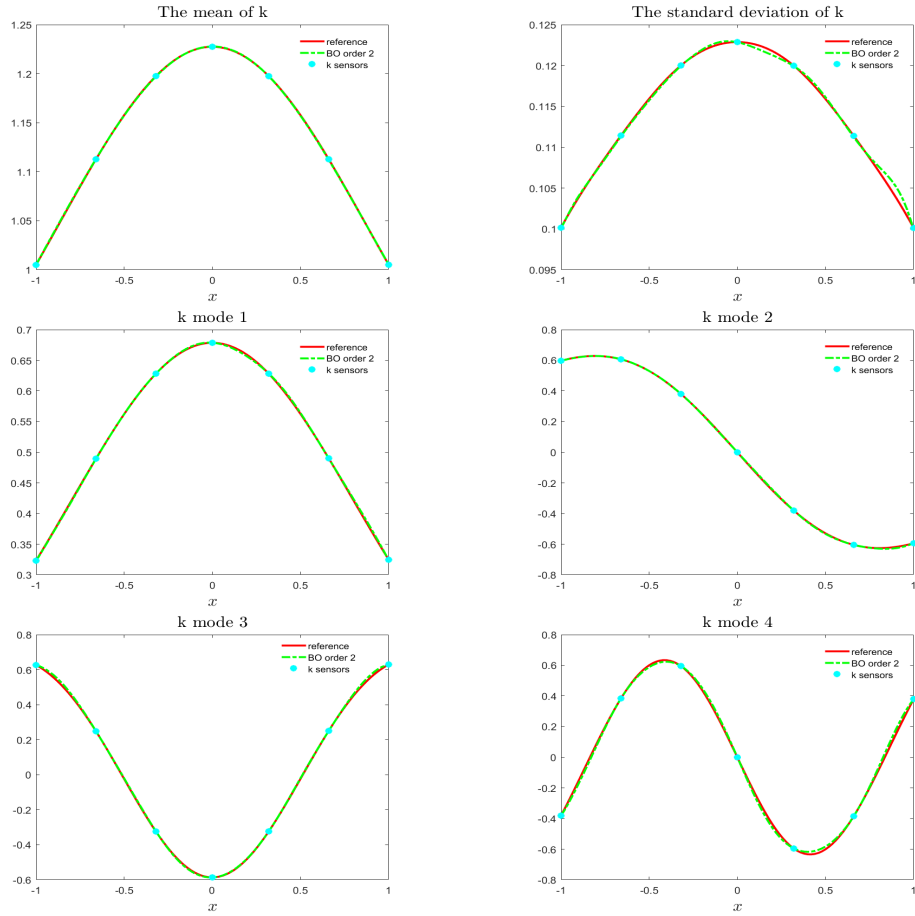 The mean of k
1.25
1.2
1.15
1.1
1.05
1
-1 -0.5 0 0.5 1
x
reference
BO order 2
k sensors
The standard deviation of k
0.125
0.12
0.115
0.11
0.105
0.1
0.095
-1 -0.5 0 0.5 1
x
reference
BO order 2
k sensors
k mode 1
0.7
0.65
0.6
0.55
0.5
0.45
0.4
0.35
0.3
-1 -0.5 0 0.5 1
x
reference
BO order 2
k sensors
k mode 2
0.8
0.6
0.4
0.2
0
-0.2
-0.4
-0.6
-0.8
-1 -0.5 0 0.5 1
x
reference
BO order 2
k sensors
k mode 3
0.8
0.6
0.4
0.2
0
-0.2
-0.4
-0.6
-1 -0.5 0 0.5 1
x
reference
BO order 2
k sensors
k mode 4
0.8
0.6
0.4
0.2
0
-0.2
-0.4
-0.6
-0.8
-1 -0.5 0 0.5 1
x
reference
BO order 2
k sensors